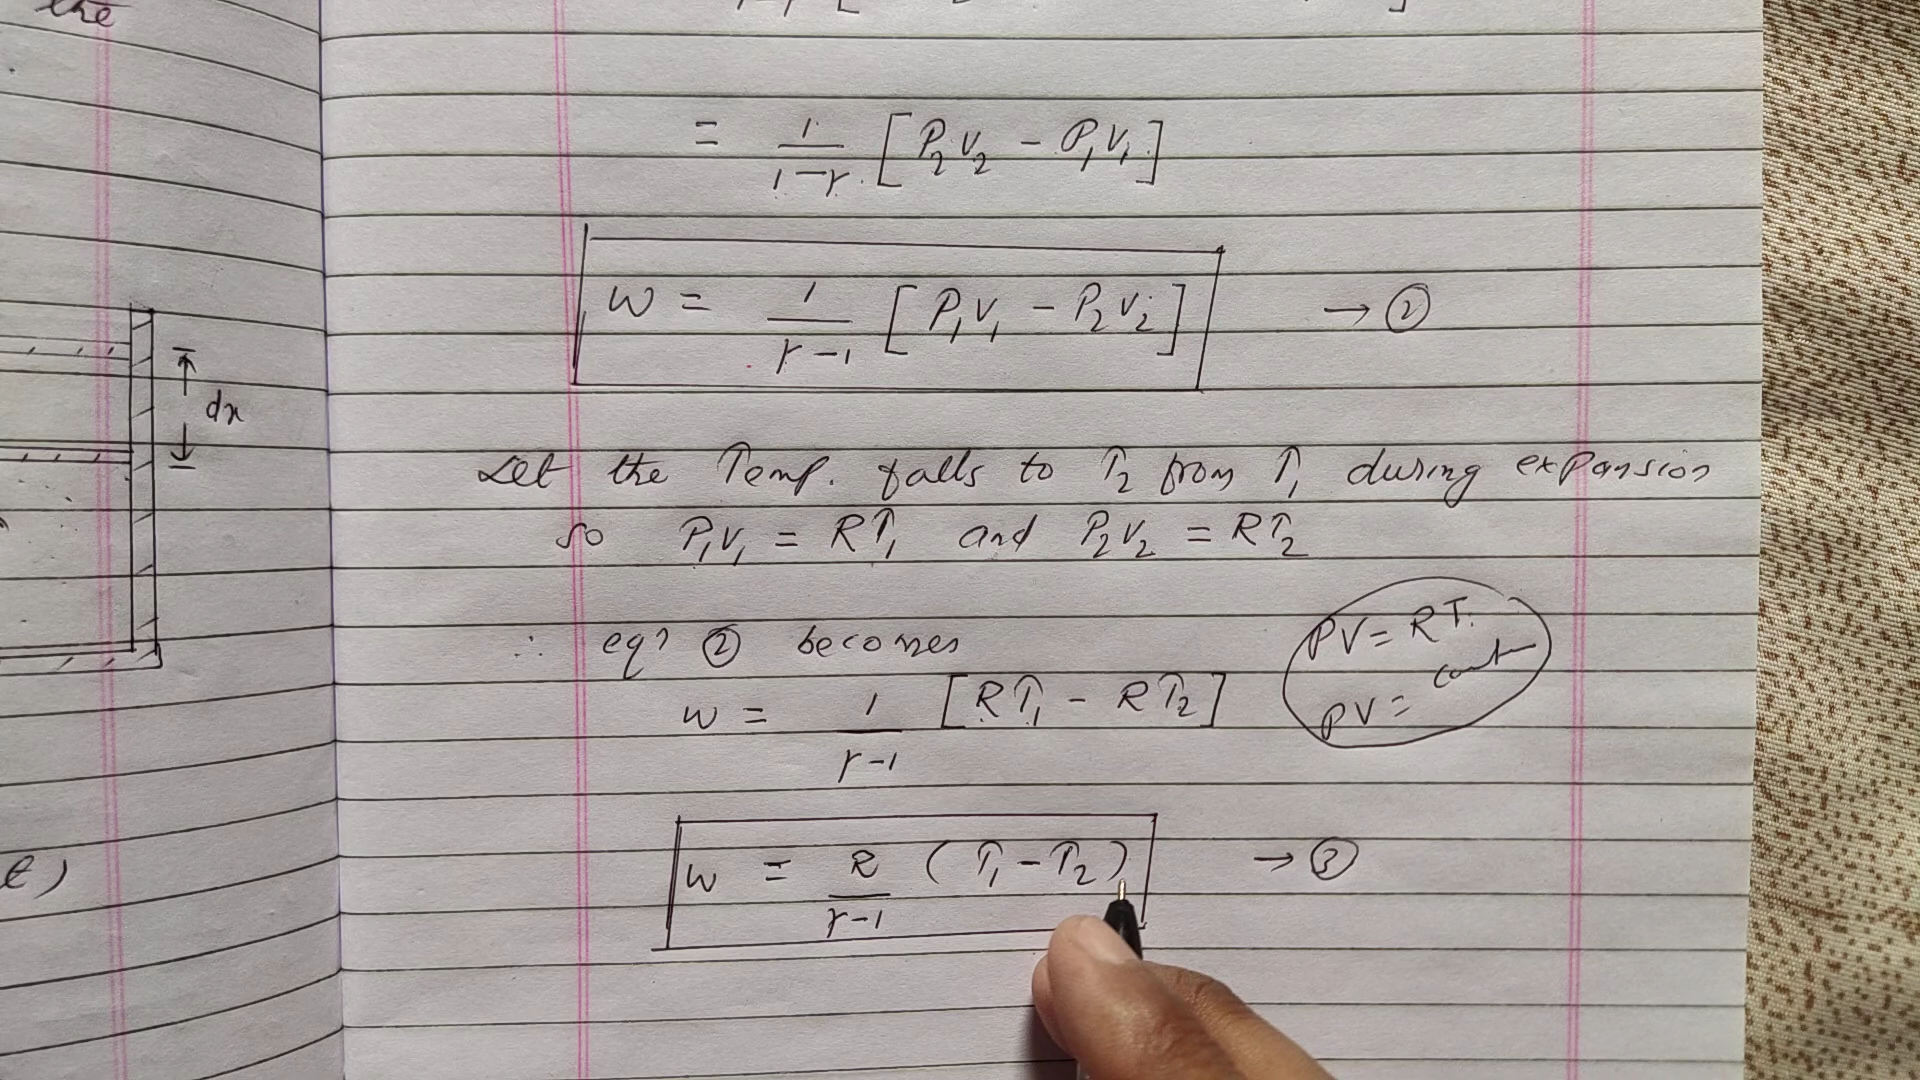 the
= 1/(1-γ) [P₂V₂ - P₁V₁]
W = 1/(γ-1) [P₁V₁ - P₂V₂] → ②
dx
Let the Temp. falls to T₂ from T₁ during expansion
so P₁V₁ = RT₁ and P₂V₂ = RT₂
∴ eqn ② becomes
PV = RT.
W = 1/(γ-1) [RT₁ - RT₂]
PV = const
W = R/(γ-1) (T₁ - T₂) → ③